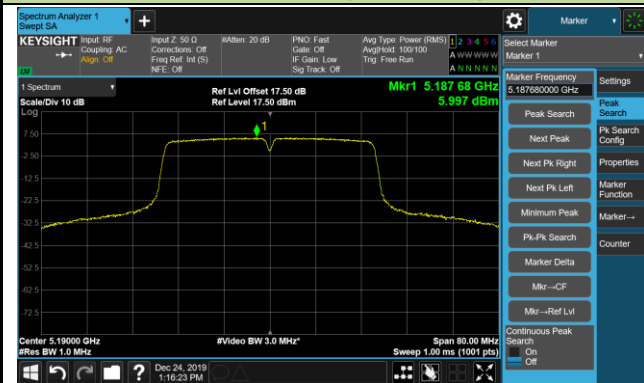 Spectrum Analyzer 1
Swept SA
Marker
KEYSIGHT
Input: RF
Coupling: AC
Align: Off
Input Z: 50 Ω
Corrections: Off
Freq Ref: Int (S)
NFE: Off
#Atten: 20 dB
PNO: Fast
Gate: Off
IF Gain: Low
Sig Track: Off
Avg Type: Power (RMS)
Avg|Hold: 100/100
Trig: Free Run
1 2 3 4 5 6
A W W W W W
A N N N N N
Select Marker
Marker 1
LXI
1 Spectrum
Scale/Div 10 dB
Log
Ref Lvl Offset 17.50 dB
Ref Level 17.50 dBm
Mkr1 5.187 68 GHz
5.997 dBm
1
7.50
-2.50
-12.5
-22.5
-32.5
-42.5
-52.5
-62.5
-72.5
Center 5.19000 GHz
#Res BW 1.0 MHz
#Video BW 3.0 MHz*
Span 80.00 MHz
Sweep 1.00 ms (1001 pts)
Marker Frequency
5.187680000 GHz
Peak Search
Next Peak
Next Pk Right
Next Pk Left
Minimum Peak
Pk-Pk Search
Marker Delta
Mkr→CF
Mkr→Ref Lvl
Continuous Peak
Search
On
Off
Settings
Peak
Search
Pk Search
Config
Properties
Marker
Function
Marker→
Counter
?
Dec 24, 2019
1:16:23 PM